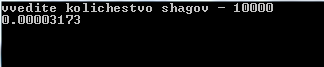 vvedite kolichestvo shagov - 10000
0.00003173